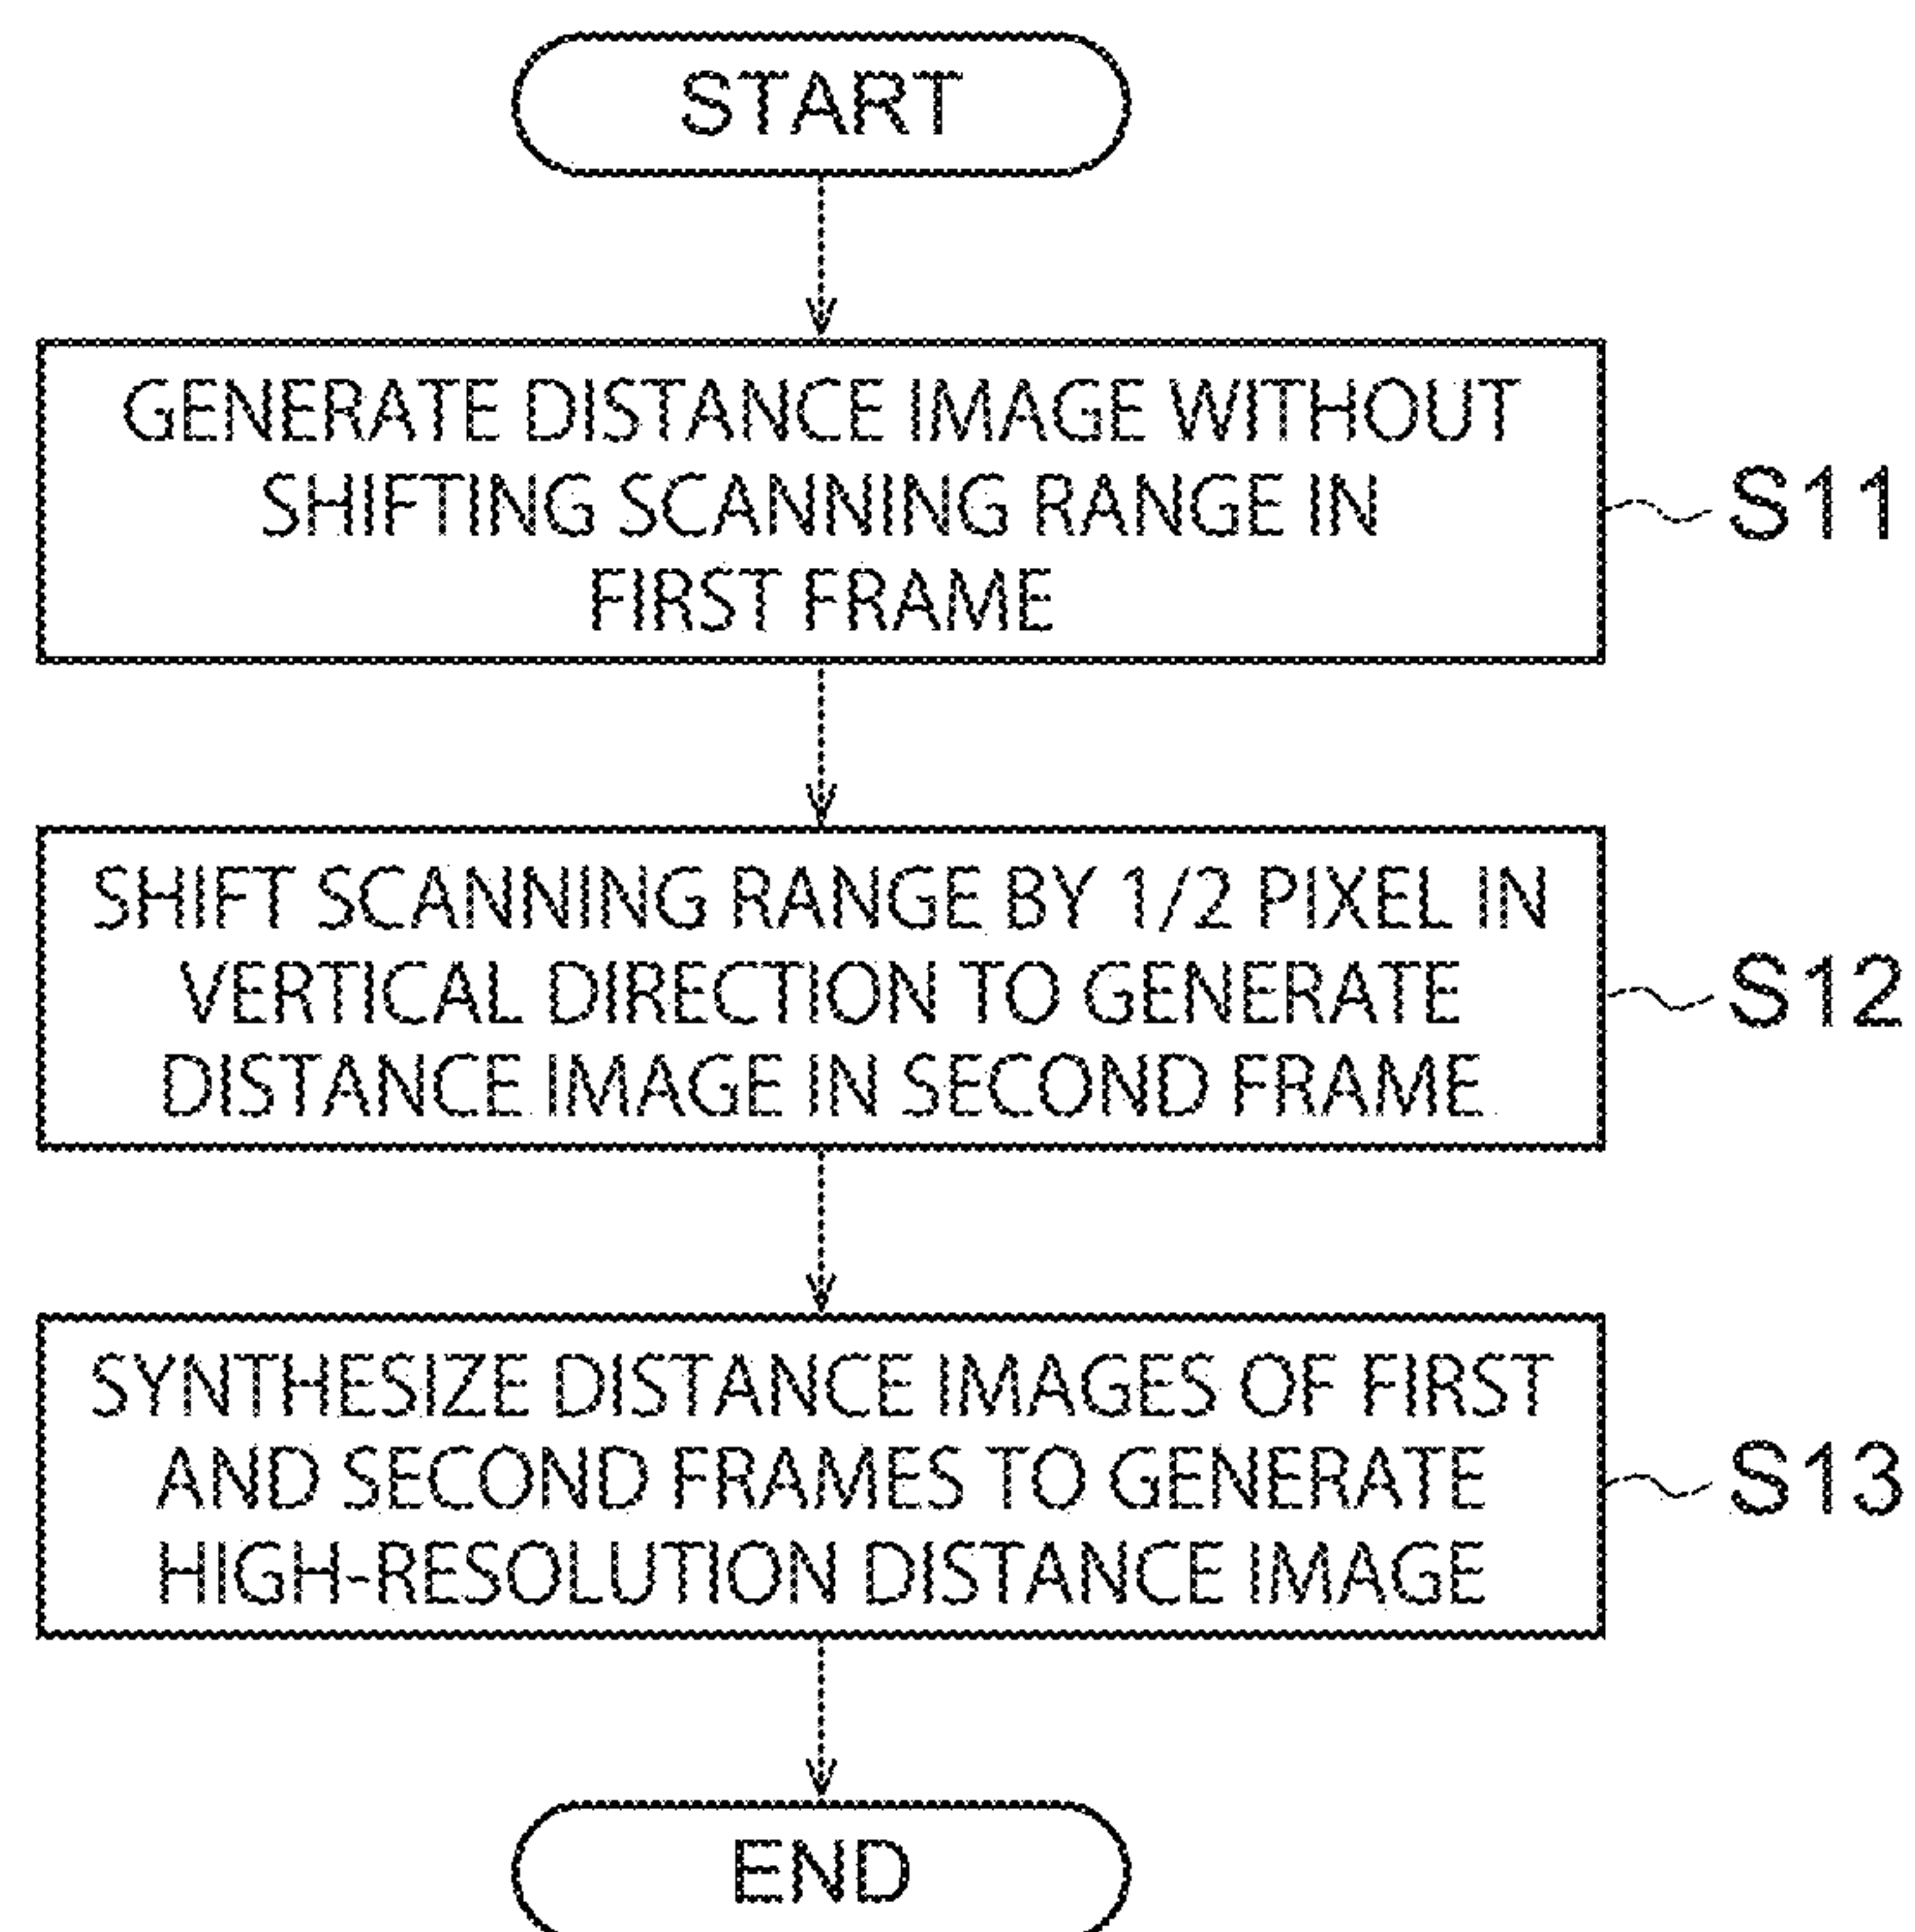 START
GENERATE DISTANCE IMAGE WITHOUT
SHIFTING SCANNING RANGE IN
FIRST FRAME
S11
SHIFT SCANNING RANGE BY 1/2 PIXEL IN
VERTICAL DIRECTION TO GENERATE
DISTANCE IMAGE IN SECOND FRAME
S12
SYNTHESIZE DISTANCE IMAGES OF FIRST
AND SECOND FRAMES TO GENERATE
HIGH-RESOLUTION DISTANCE IMAGE
S13
END